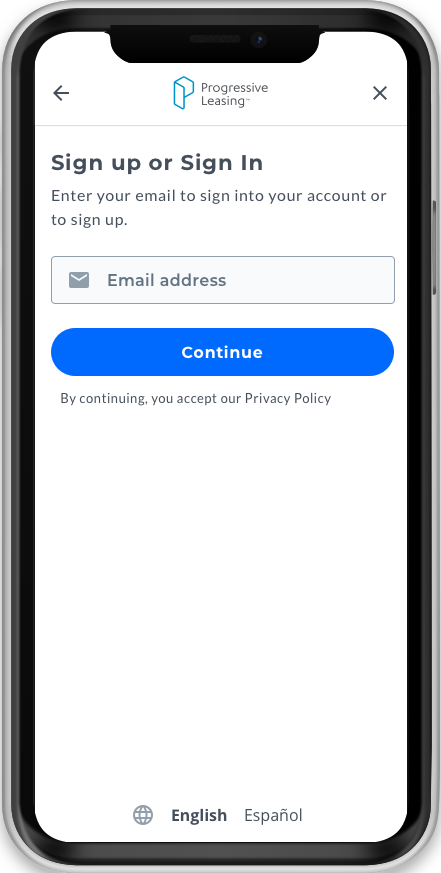 Progressive
Leasing™
Sign up or Sign In
Enter your email to sign into your account or
to sign up.
Email address
Continue
By continuing, you accept our Privacy Policy
English Español